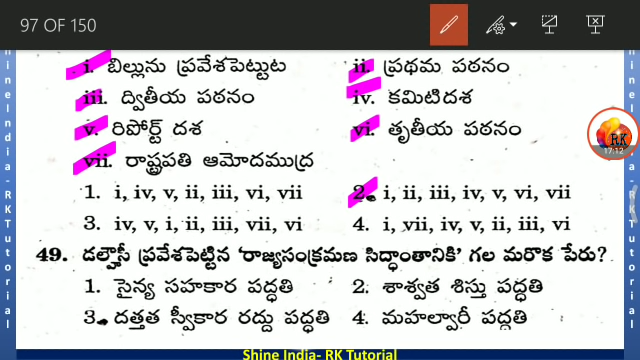 97 OF 150
i. బిల్లును ప్రవేశపెట్టుట ii. ప్రథమ పఠనం
iii. ద్వితీయ పఠనం iv. కమిటిదశ
v. రిపోర్ట్ దశ vi. తృతీయ పఠనం
vii. రాష్ట్రపతి ఆమోదముద్ర
1. i, iv, v, ii, iii, vi, vii 2. i, ii, iii, iv, v, vi, vii
3. iv, v, i, ii, iii, vii, vi 4. i, vii, iv, v, ii, iii, vi
49. డల్హౌసీ ప్రవేశపెట్టిన 'రాజ్యసంక్రమణ సిద్ధాంతానికి' గల మరొక పేరు?
1. సైన్య సహకార పద్ధతి 2. శాశ్వత శిస్తు పద్ధతి
3. దత్తత స్వీకార రద్దు పద్ధతి 4. మహల్వారీ పద్ధతి
RK
17:12
Shine India- RK Tutorial